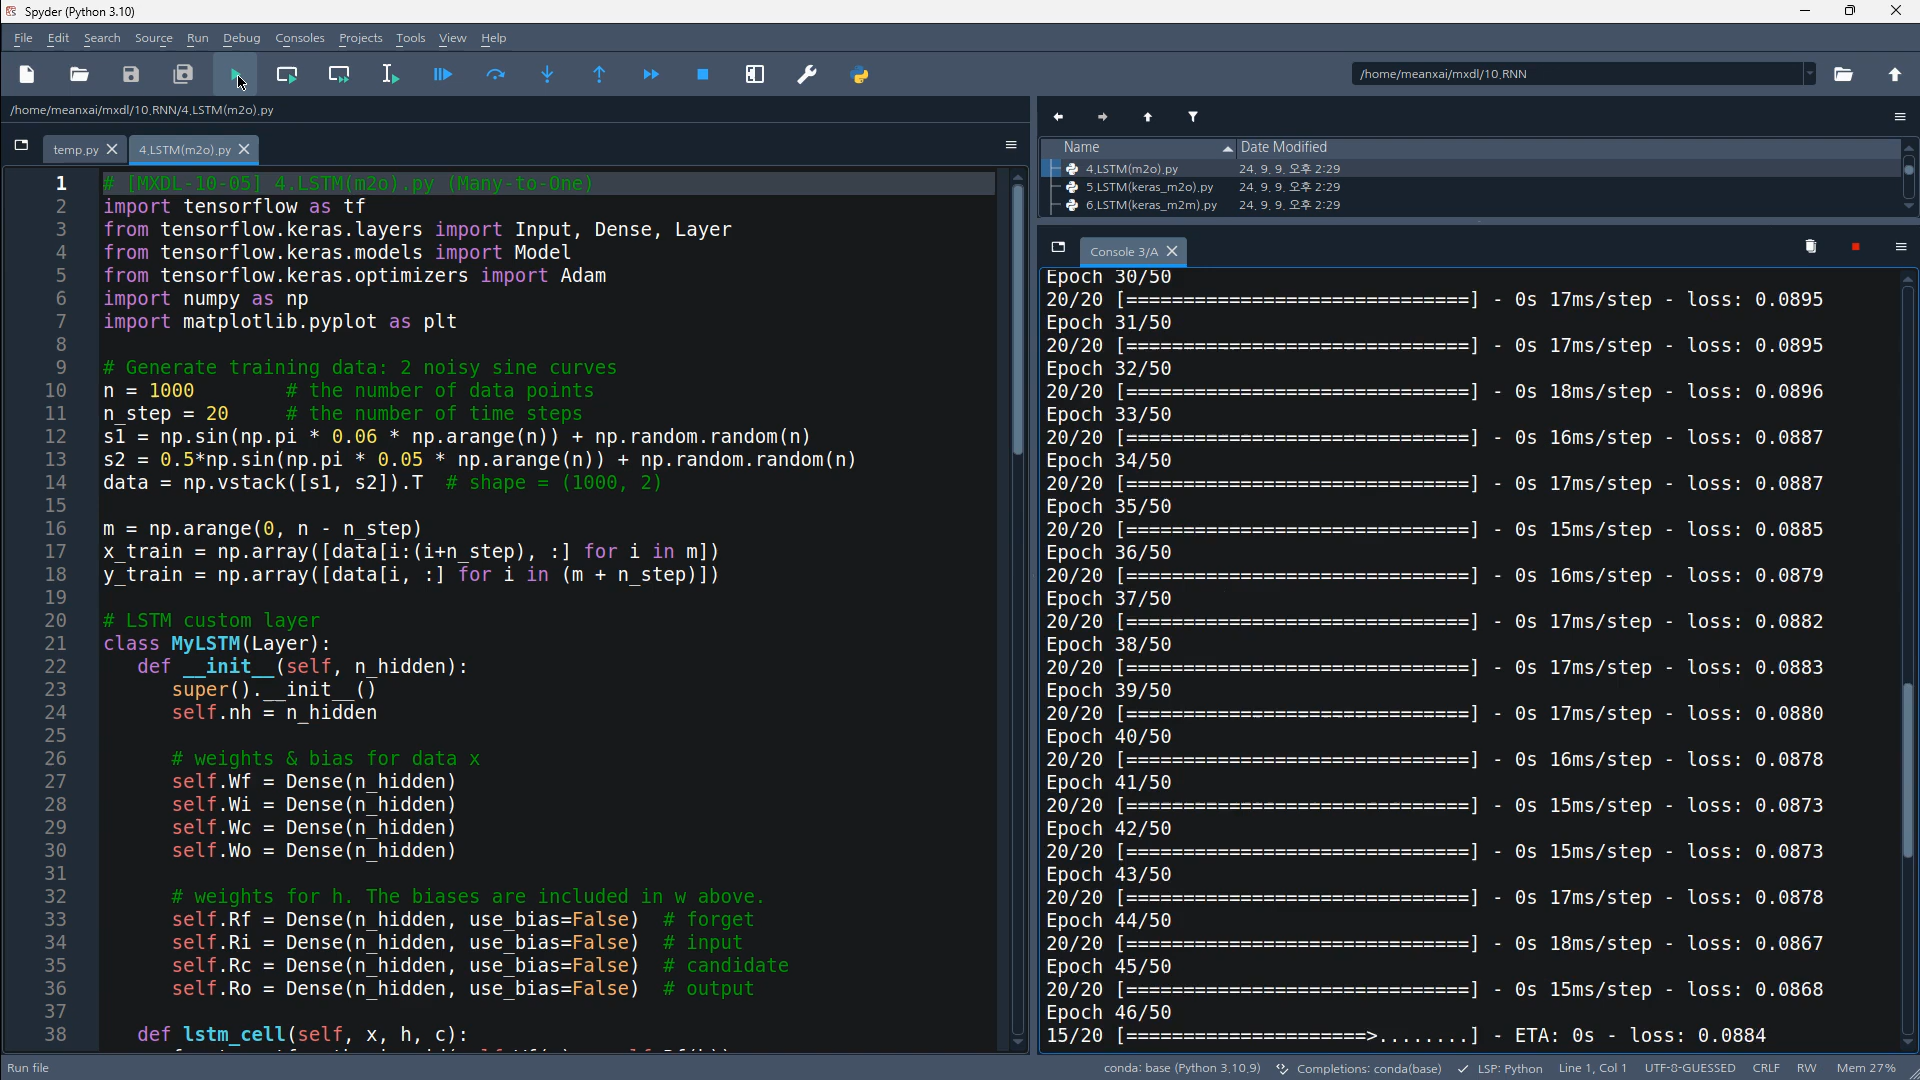 Spyder (Python 3.10)
File Edit Search Source Run Debug Consoles Projects Tools View Help
/home/meanxai/mxdl/10.RNN
/home/meanxai/mxdl/10.RNN/4.LSTM(m2o).py
temp.py
4.LSTM(m2o).py
1 # [MXDL-10-05] 4.LSTM(m2o).py (Many-to-One)
2 import tensorflow as tf
3 from tensorflow.keras.layers import Input, Dense, Layer
4 from tensorflow.keras.models import Model
5 from tensorflow.keras.optimizers import Adam
6 import numpy as np
7 import matplotlib.pyplot as plt
8
9 # Generate training data: 2 noisy sine curves
10 n = 1000        # the number of data points
11 n_step = 20     # the number of time steps
12 s1 = np.sin(np.pi * 0.06 * np.arange(n)) + np.random.random(n)
13 s2 = 0.5*np.sin(np.pi * 0.05 * np.arange(n)) + np.random.random(n)
14 data = np.vstack([s1, s2]).T  # shape = (1000, 2)
15
16 m = np.arange(0, n - n_step)
17 x_train = np.array([data[i:(i+n_step), :] for i in m])
18 y_train = np.array([data[i, :] for i in (m + n_step)])
19
20 # LSTM custom layer
21 class MyLSTM(Layer):
22    def __init__(self, n_hidden):
23       super().__init__()
24       self.nh = n_hidden
25
26       # weights & bias for data x
27       self.Wf = Dense(n_hidden)
28       self.Wi = Dense(n_hidden)
29       self.Wc = Dense(n_hidden)
30       self.Wo = Dense(n_hidden)
31
32       # weights for h. The biases are included in w above.
33       self.Rf = Dense(n_hidden, use_bias=False)  # forget
34       self.Ri = Dense(n_hidden, use_bias=False)  # input
35       self.Rc = Dense(n_hidden, use_bias=False)  # candidate
36       self.Ro = Dense(n_hidden, use_bias=False)  # output
37
38    def lstm_cell(self, x, h, c):
Name Date Modified
4.LSTM(m2o).py 24. 9. 9. 오후 2:29
5.LSTM(keras_m2o).py 24. 9. 9. 오후 2:29
6.LSTM(keras_m2m).py 24. 9. 9. 오후 2:29
Console 3/A
Epoch 30/50
20/20 [==============================] - 0s 17ms/step - loss: 0.0895
Epoch 31/50
20/20 [==============================] - 0s 17ms/step - loss: 0.0895
Epoch 32/50
20/20 [==============================] - 0s 18ms/step - loss: 0.0896
Epoch 33/50
20/20 [==============================] - 0s 16ms/step - loss: 0.0887
Epoch 34/50
20/20 [==============================] - 0s 17ms/step - loss: 0.0887
Epoch 35/50
20/20 [==============================] - 0s 15ms/step - loss: 0.0885
Epoch 36/50
20/20 [==============================] - 0s 16ms/step - loss: 0.0879
Epoch 37/50
20/20 [==============================] - 0s 17ms/step - loss: 0.0882
Epoch 38/50
20/20 [==============================] - 0s 17ms/step - loss: 0.0883
Epoch 39/50
20/20 [==============================] - 0s 17ms/step - loss: 0.0880
Epoch 40/50
20/20 [==============================] - 0s 16ms/step - loss: 0.0878
Epoch 41/50
20/20 [==============================] - 0s 15ms/step - loss: 0.0873
Epoch 42/50
20/20 [==============================] - 0s 15ms/step - loss: 0.0873
Epoch 43/50
20/20 [==============================] - 0s 17ms/step - loss: 0.0878
Epoch 44/50
20/20 [==============================] - 0s 18ms/step - loss: 0.0867
Epoch 45/50
20/20 [==============================] - 0s 15ms/step - loss: 0.0868
Epoch 46/50
15/20 [=====================>........] - ETA: 0s - loss: 0.0884
Run file
conda: base (Python 3.10.9) Completions: conda(base) LSP: Python Line 1, Col 1 UTF-8-GUESSED CRLF RW Mem 27%